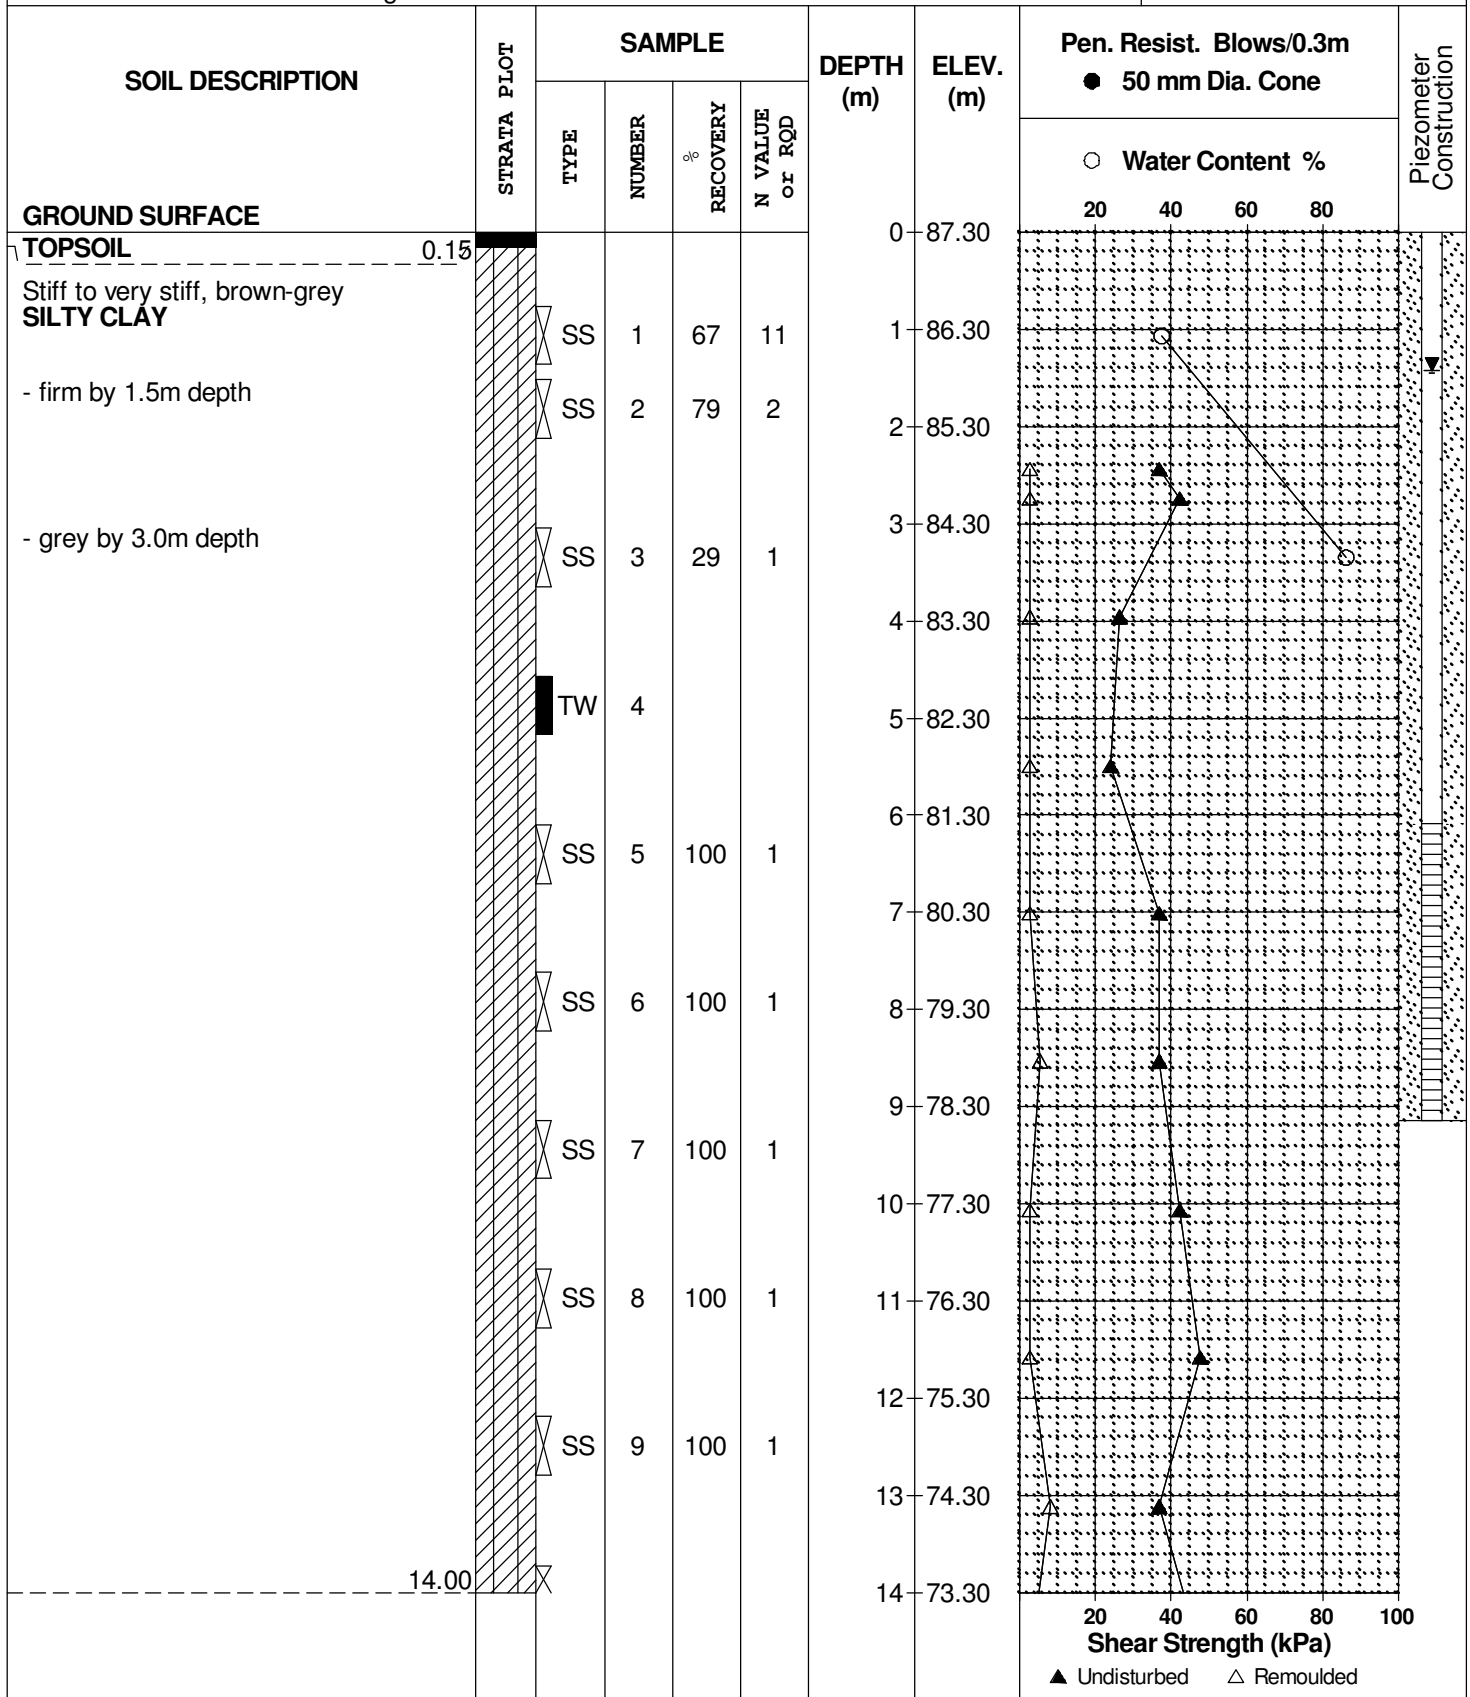 SOIL DESCRIPTION
STRATA PLOT
SAMPLE
TYPE
NUMBER
%
RECOVERY
N VALUE
or RQD
DEPTH
(m)
ELEV.
(m)
Pen. Resist. Blows/0.3m
● 50 mm Dia. Cone
○ Water Content %
Piezometer
Construction
20 40 60 80
GROUND SURFACE
TOPSOIL 0.15
0 87.30
Stiff to very stiff, brown-grey
SILTY CLAY
SS 1 67 11
1 86.30
- firm by 1.5m depth
SS 2 79 2
2 85.30
3 84.30
- grey by 3.0m depth
SS 3 29 1
4 83.30
TW 4
5 82.30
6 81.30
SS 5 100 1
7 80.30
SS 6 100 1
8 79.30
9 78.30
SS 7 100 1
10 77.30
SS 8 100 1
11 76.30
12 75.30
SS 9 100 1
13 74.30
14.00
14 73.30
20 40 60 80 100
Shear Strength (kPa)
▲ Undisturbed △ Remoulded